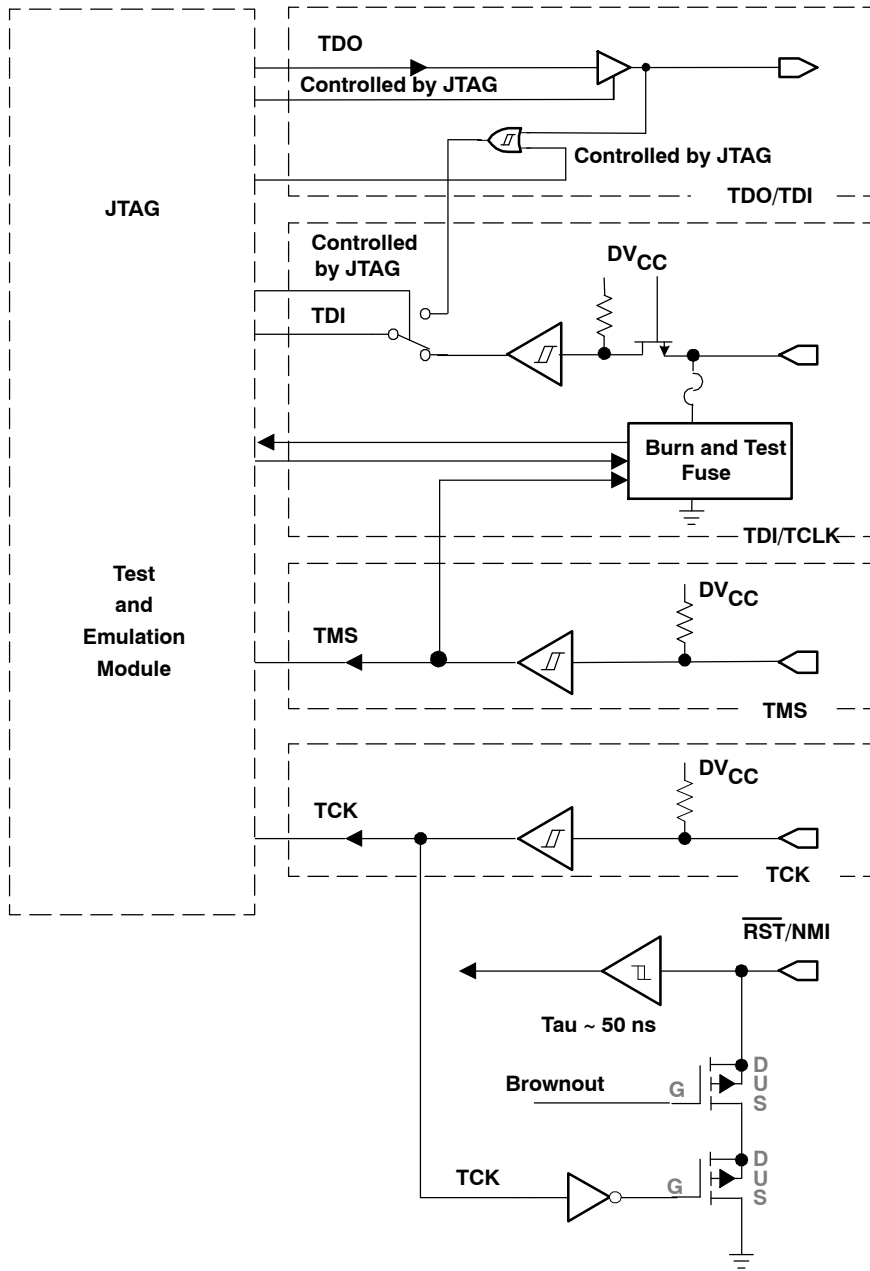 TDO
Controlled by JTAG
Controlled by JTAG
TDO/TDI
JTAG
Controlled
by JTAG
DVCC
TDI
Burn and Test
Fuse
TDI/TCLK
Test
and
Emulation
Module
DVCC
TMS
TMS
DVCC
TCK
TCK
RST/NMI
Tau ~ 50 ns
Brownout
G
D
U
S
TCK
G
D
U
S